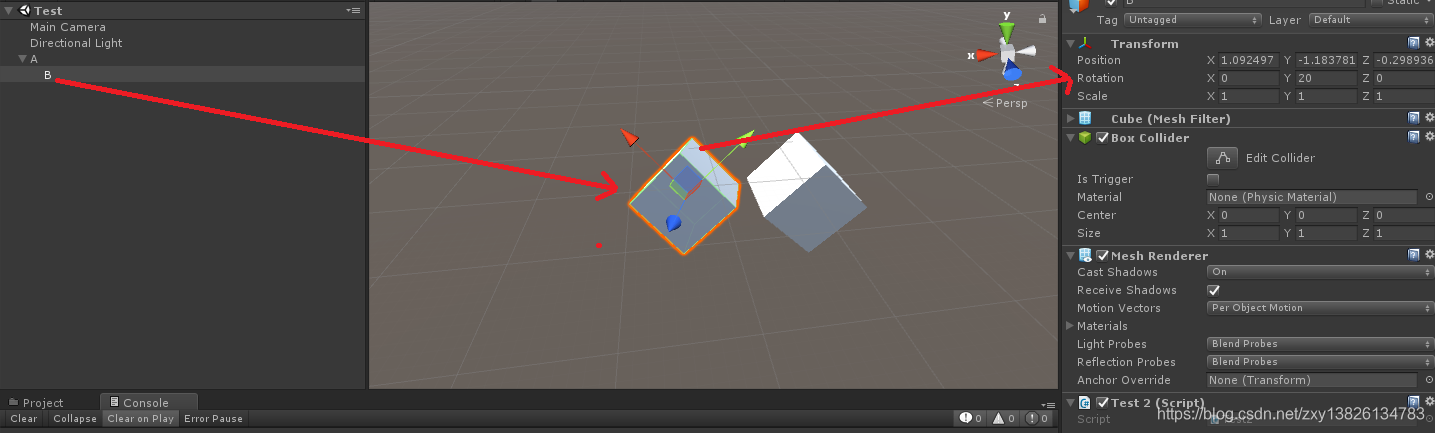 Test
Main Camera
Directional Light
A
B
Project
Console
Clear Collapse Clear on Play Error Pause
0 0 0
y
x
Persp
Static
Tag Untagged Layer Default
Transform
Position X 1.092497 Y -1.183781 Z -0.298936
Rotation X 0 Y 20 Z 0
Scale X 1 Y 1 Z 1
Cube (Mesh Filter)
Box Collider
Edit Collider
Is Trigger
Material None (Physic Material)
Center X 0 Y 0 Z 0
Size X 1 Y 1 Z 1
Mesh Renderer
Cast Shadows On
Receive Shadows
Motion Vectors Per Object Motion
Materials
Light Probes Blend Probes
Reflection Probes Blend Probes
Anchor Override None (Transform)
Test 2 (Script)
Script
https://blog.csdn.net/zxy13826134783